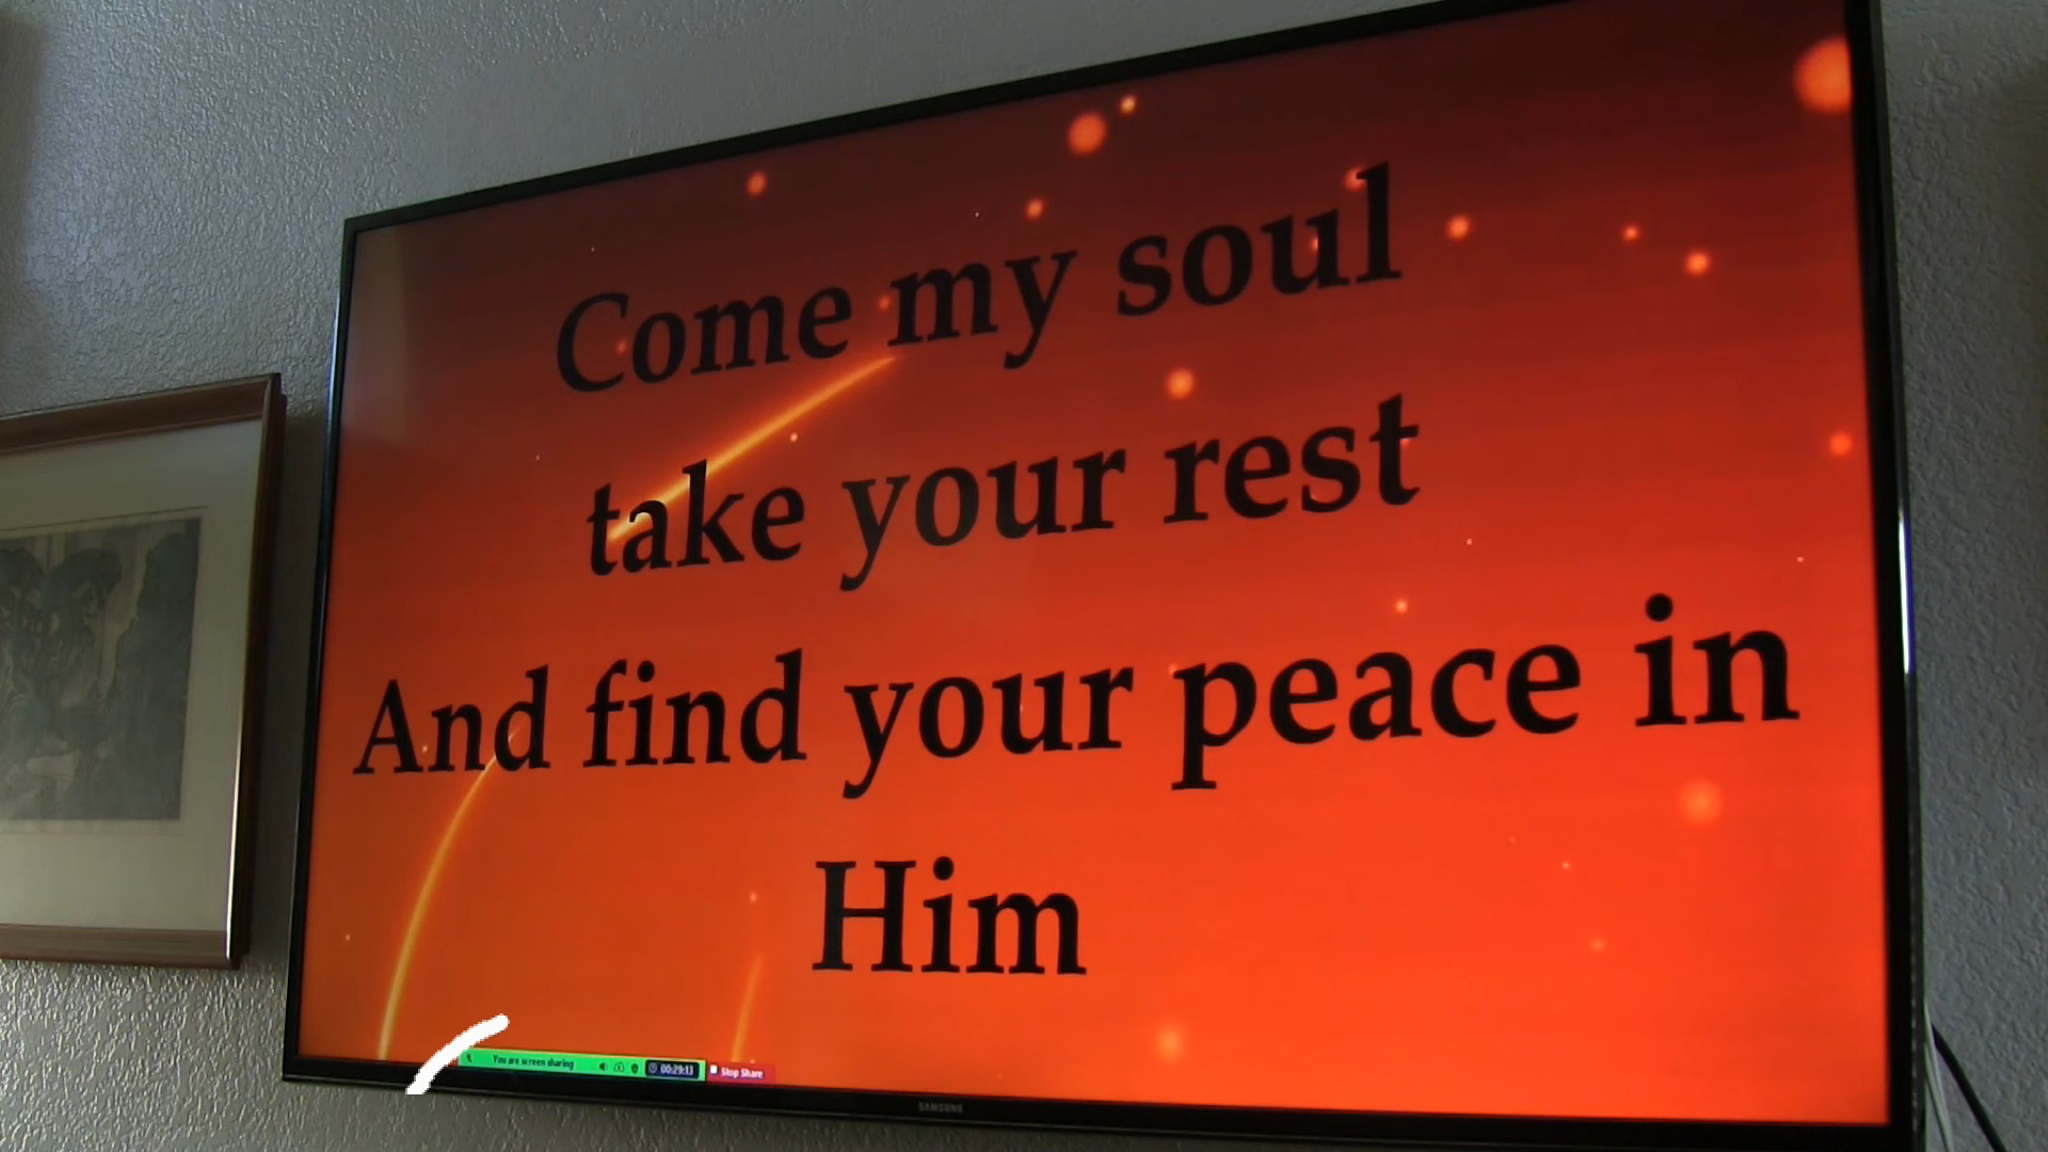 Come my soul
take your rest
And find your peace in
Him
You are screen sharing 00:29:13 Stop Share
SAMSUNG